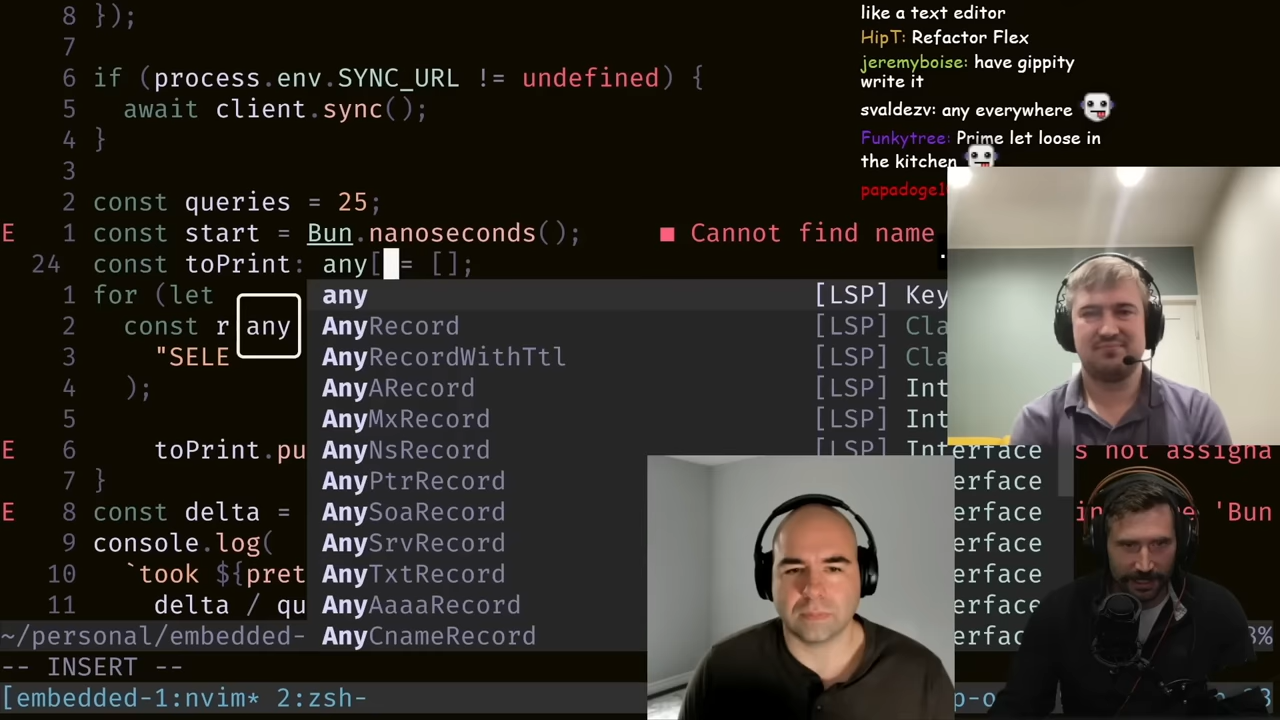 8 });
like a text editor
HipT: Refactor Flex
7
jeremyboise: have gippity
write it
6 if (process.env.SYNC_URL != undefined) {
5 await client.sync();
svaldezv: any everywhere
4 }
Funkytree: Prime let loose in
the kitchen
3
papadoge1
2 const queries = 25;
E 1 const start = Bun.nanoseconds(); ■ Cannot find name
24 const toPrint: any[ = [];
1 for (let
any [LSP] Key
2 const r
any
AnyRecord [LSP] Cla
3 "SELE
AnyRecordWithTtl [LSP] Cla
4 );
AnyARecord [LSP] Int
5
AnyMxRecord [LSP] Int
E 6 toPrint.pu
AnyNsRecord [LSP] Interface s not assigna
7 }
AnyPtrRecord erface
E 8 const delta =
AnySoaRecord erface 'Bun
9 console.log(
AnySrvRecord erface
10 `took ${pret
AnyTxtRecord erface
11 delta / qu
AnyAaaaRecord erface
~/personal/embedded-
AnyCnameRecord erface 3%
-- INSERT --
[embedded-1:nvim* 2:zsh-